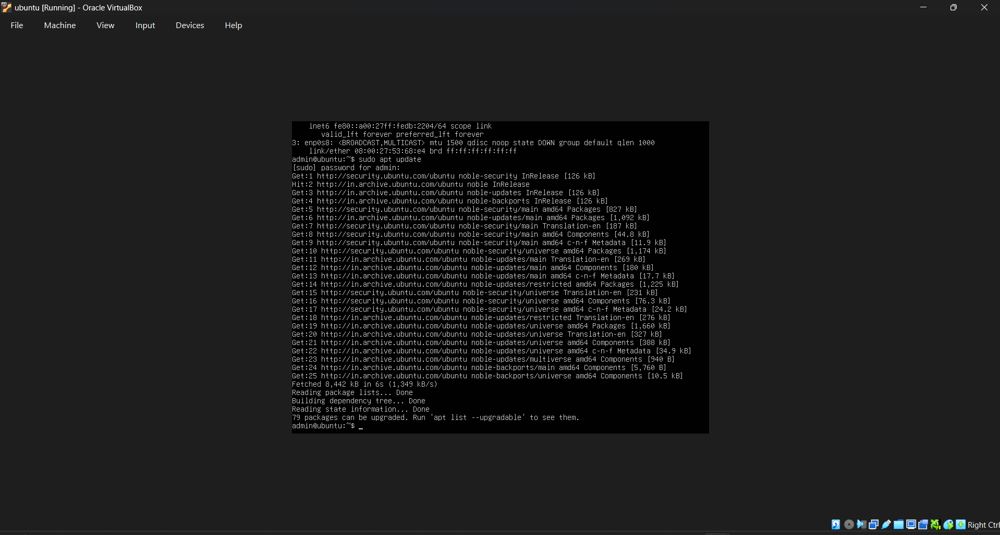 ubuntu [Running] - Oracle VirtualBox
File Machine View Input Devices Help
inet6 fe80::a00:27ff:fedb:2204/64 scope link
valid_lft forever preferred_lft forever
3: enp0s8: <BROADCAST,MULTICAST> mtu 1500 qdisc noop state DOWN group default qlen 1000
link/ether 08:00:27:53:68:e4 brd ff:ff:ff:ff:ff:ff
admin@ubuntu:~$ sudo apt update
[sudo] password for admin:
Get:1 http://security.ubuntu.com/ubuntu noble-security InRelease [126 kB]
Hit:2 http://in.archive.ubuntu.com/ubuntu noble InRelease
Get:3 http://in.archive.ubuntu.com/ubuntu noble-updates InRelease [126 kB]
Get:4 http://in.archive.ubuntu.com/ubuntu noble-backports InRelease [126 kB]
Get:5 http://security.ubuntu.com/ubuntu noble-security/main amd64 Packages [827 kB]
Get:6 http://in.archive.ubuntu.com/ubuntu noble-updates/main amd64 Packages [1,092 kB]
Get:7 http://security.ubuntu.com/ubuntu noble-security/main Translation-en [187 kB]
Get:8 http://security.ubuntu.com/ubuntu noble-security/main amd64 Components [44.8 kB]
Get:9 http://security.ubuntu.com/ubuntu noble-security/main amd64 c-n-f Metadata [11.9 kB]
Get:10 http://security.ubuntu.com/ubuntu noble-security/universe amd64 Packages [1,174 kB]
Get:11 http://in.archive.ubuntu.com/ubuntu noble-updates/main Translation-en [269 kB]
Get:12 http://in.archive.ubuntu.com/ubuntu noble-updates/main amd64 Components [180 kB]
Get:13 http://in.archive.ubuntu.com/ubuntu noble-updates/main amd64 c-n-f Metadata [17.7 kB]
Get:14 http://in.archive.ubuntu.com/ubuntu noble-updates/restricted amd64 Packages [1,225 kB]
Get:15 http://security.ubuntu.com/ubuntu noble-security/universe Translation-en [231 kB]
Get:16 http://security.ubuntu.com/ubuntu noble-security/universe amd64 Components [76.3 kB]
Get:17 http://security.ubuntu.com/ubuntu noble-security/universe amd64 c-n-f Metadata [24.2 kB]
Get:18 http://in.archive.ubuntu.com/ubuntu noble-updates/restricted Translation-en [276 kB]
Get:19 http://in.archive.ubuntu.com/ubuntu noble-updates/universe amd64 Packages [1,660 kB]
Get:20 http://in.archive.ubuntu.com/ubuntu noble-updates/universe Translation-en [327 kB]
Get:21 http://in.archive.ubuntu.com/ubuntu noble-updates/universe amd64 Components [388 kB]
Get:22 http://in.archive.ubuntu.com/ubuntu noble-updates/universe amd64 c-n-f Metadata [34.9 kB]
Get:23 http://in.archive.ubuntu.com/ubuntu noble-updates/multiverse amd64 Components [940 B]
Get:24 http://in.archive.ubuntu.com/ubuntu noble-backports/main amd64 Components [5,760 B]
Get:25 http://in.archive.ubuntu.com/ubuntu noble-backports/universe amd64 Components [10.5 kB]
Fetched 8,442 kB in 6s (1,349 kB/s)
Reading package lists... Done
Building dependency tree... Done
Reading state information... Done
79 packages can be upgraded. Run 'apt list --upgradable' to see them.
admin@ubuntu:~$ _
Right Ctrl